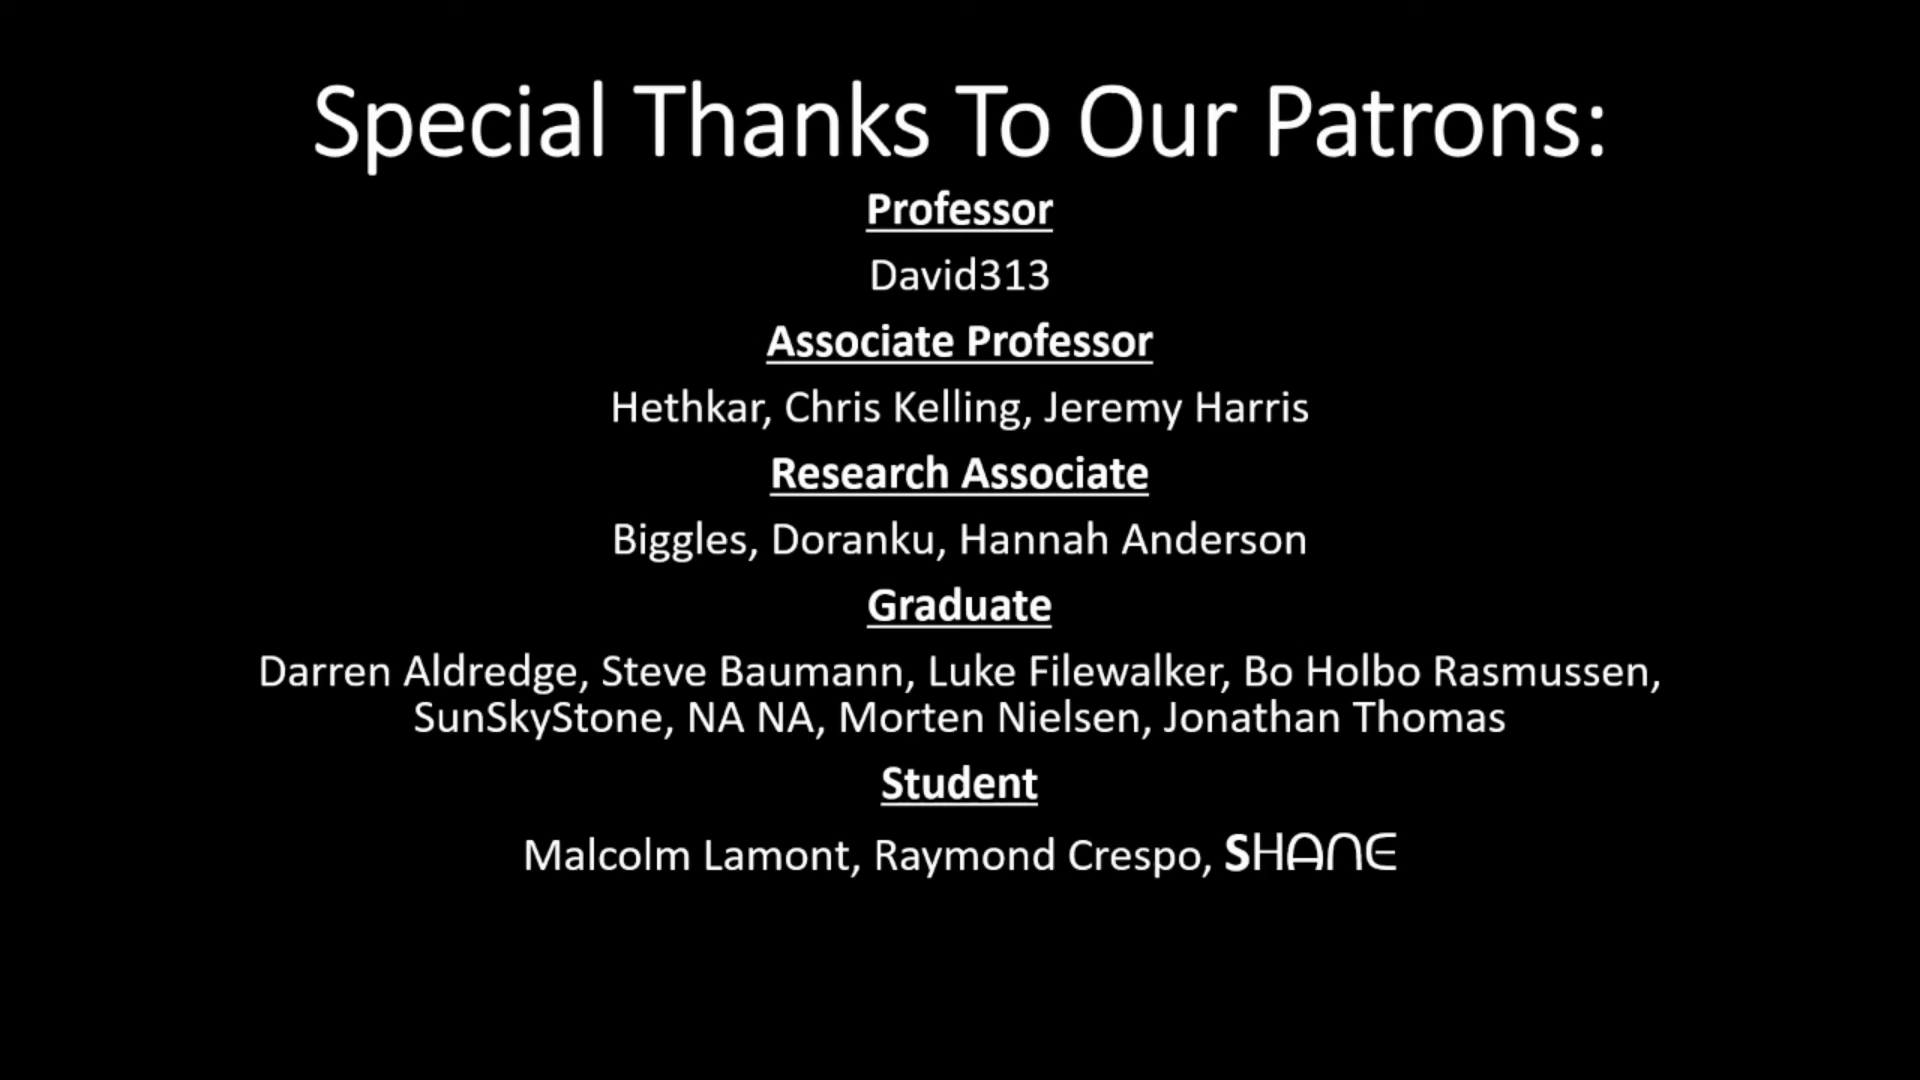 Special Thanks To Our Patrons:
Professor
David313
Associate Professor
Hethkar, Chris Kelling, Jeremy Harris
Research Associate
Biggles, Doranku, Hannah Anderson
Graduate
Darren Aldredge, Steve Baumann, Luke Filewalker, Bo Holbo Rasmussen,
SunSkyStone, NA NA, Morten Nielsen, Jonathan Thomas
Student
Malcolm Lamont, Raymond Crespo, SHANE